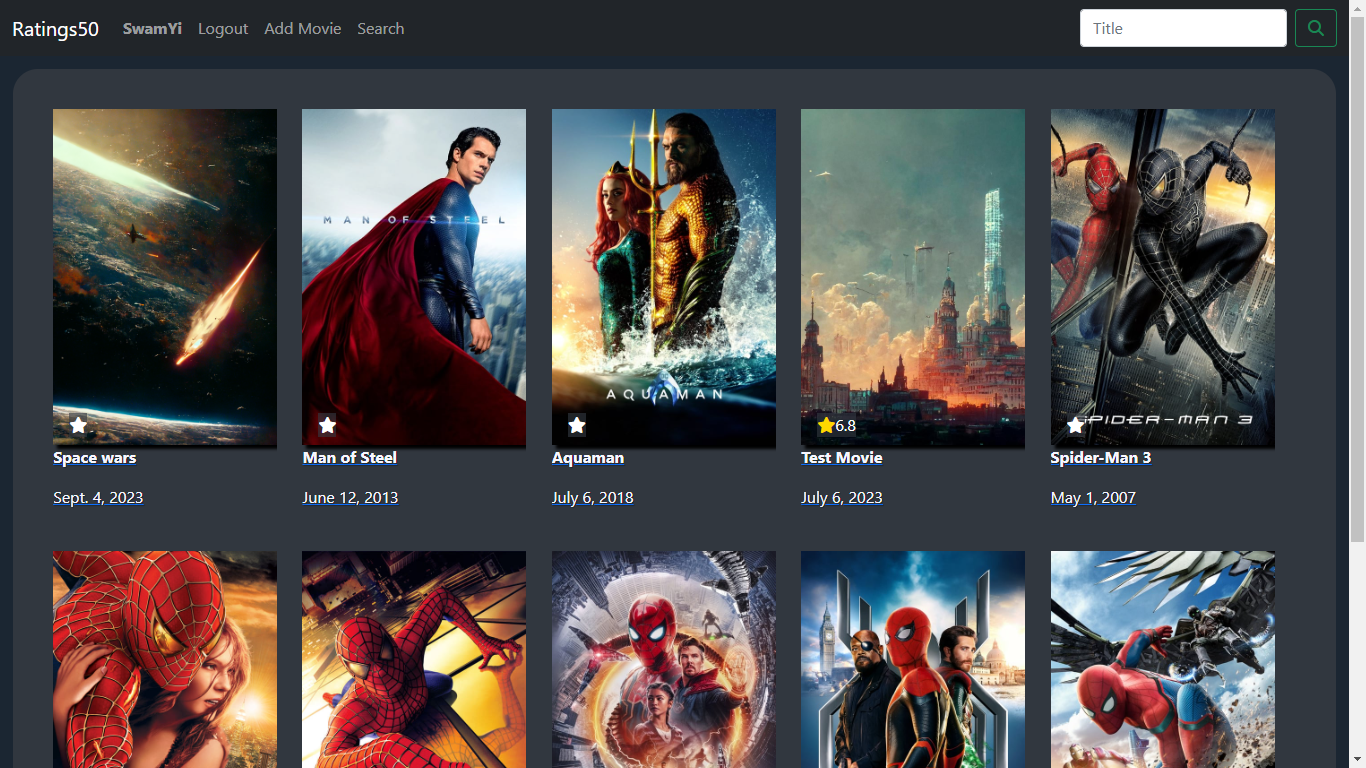 Ratings50 SwamYi Logout Add Movie Search Title
MAN OF STEEL
AQUAMAN
6.8
SPIDER-MAN 3
Space wars Man of Steel Aquaman Test Movie Spider-Man 3
Sept. 4, 2023 June 12, 2013 July 6, 2018 July 6, 2023 May 1, 2007